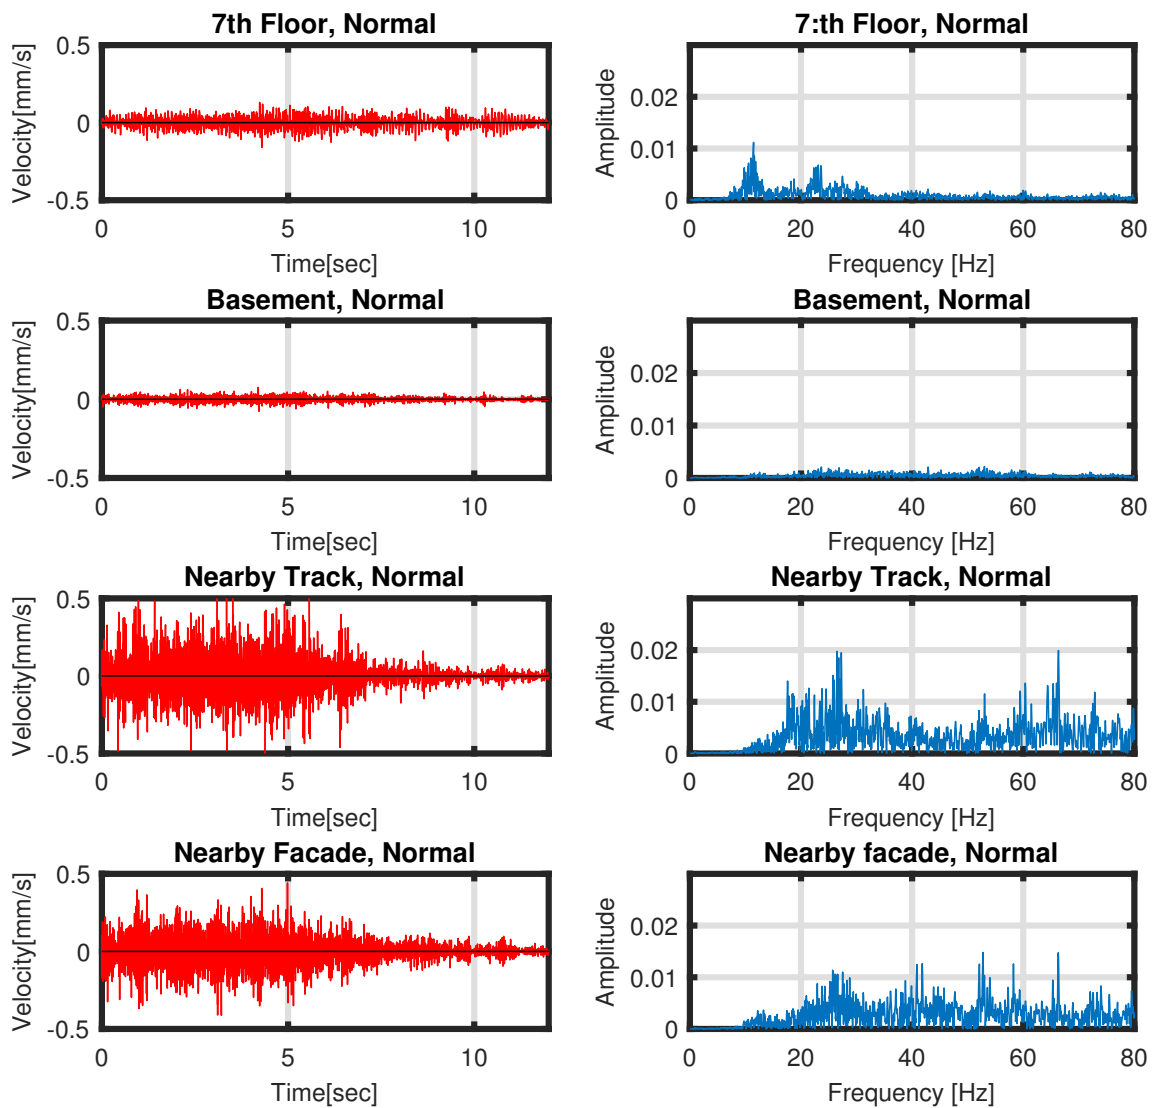 7th Floor, Normal
Velocity[mm/s]
0.5
0
-0.5
0 5 10
Time[sec]
7:th Floor, Normal
Amplitude
0.02
0.01
0
0 20 40 60 80
Frequency [Hz]
Basement, Normal
Velocity[mm/s]
0.5
0
-0.5
0 5 10
Time[sec]
Basement, Normal
Amplitude
0.02
0.01
0
0 20 40 60 80
Frequency [Hz]
Nearby Track, Normal
Velocity[mm/s]
0.5
0
-0.5
0 5 10
Time[sec]
Nearby Track, Normal
Amplitude
0.02
0.01
0
0 20 40 60 80
Frequency [Hz]
Nearby Facade, Normal
Velocity[mm/s]
0.5
0
-0.5
0 5 10
Time[sec]
Nearby facade, Normal
Amplitude
0.02
0.01
0
0 20 40 60 80
Frequency [Hz]